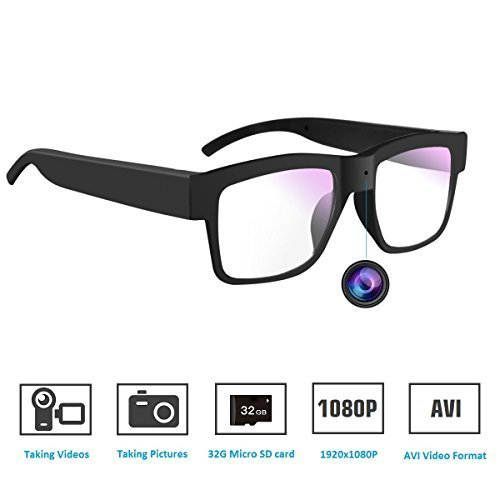 32GB
1080P
AVI
Taking Videos
Taking Pictures
32G Micro SD card
1920x1080P
AVI Video Format